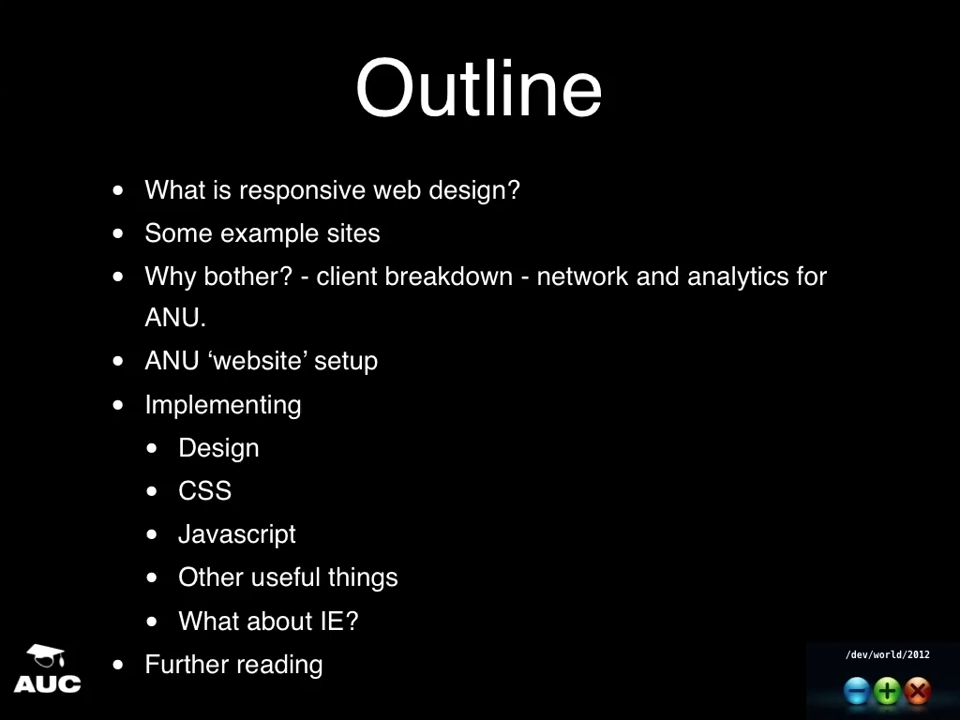 Outline
• What is responsive web design?
• Some example sites
• Why bother? - client breakdown - network and analytics for
ANU.
• ANU ‘website’ setup
• Implementing
• Design
• CSS
• Javascript
• Other useful things
• What about IE?
• Further reading
AUC
/dev/world/2012